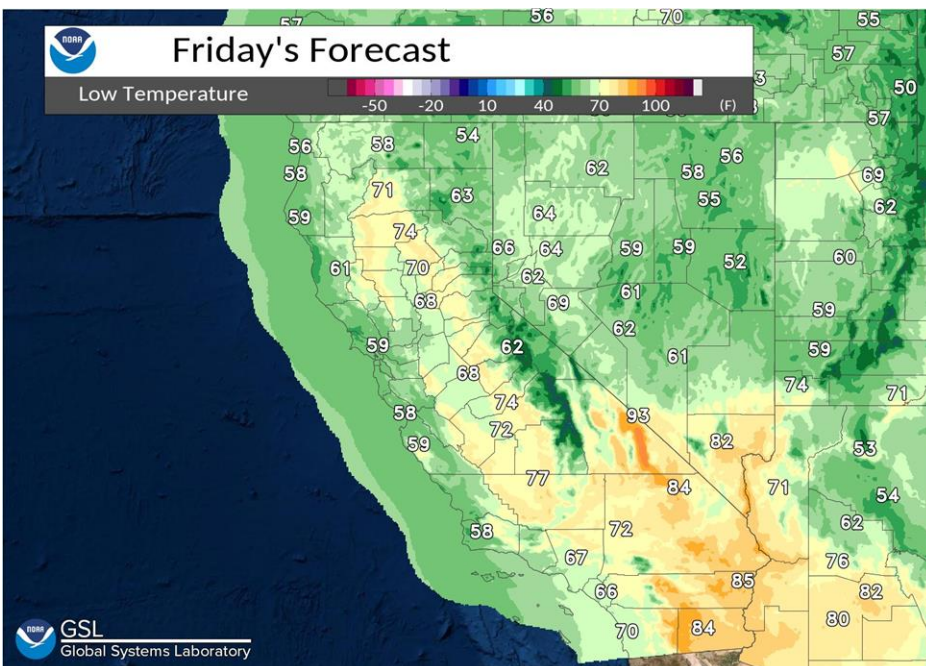 57 56 70 55
NOAA
Friday's Forecast
57
Low Temperature
-50 -20 10 40 70 100 (F)
50
57
56 58 54 62 56
58 58 69
71 63 55 62
59 74 64
66 64 59 59 60
61 70 62 52
68 69 61 59
59 62 62 61 59
68 74 71
58 74
59 72 93 82 53
77 84 71 54
58 72 62
67 76
66 85 82
70 84 80
NOAA GSL
Global Systems Laboratory